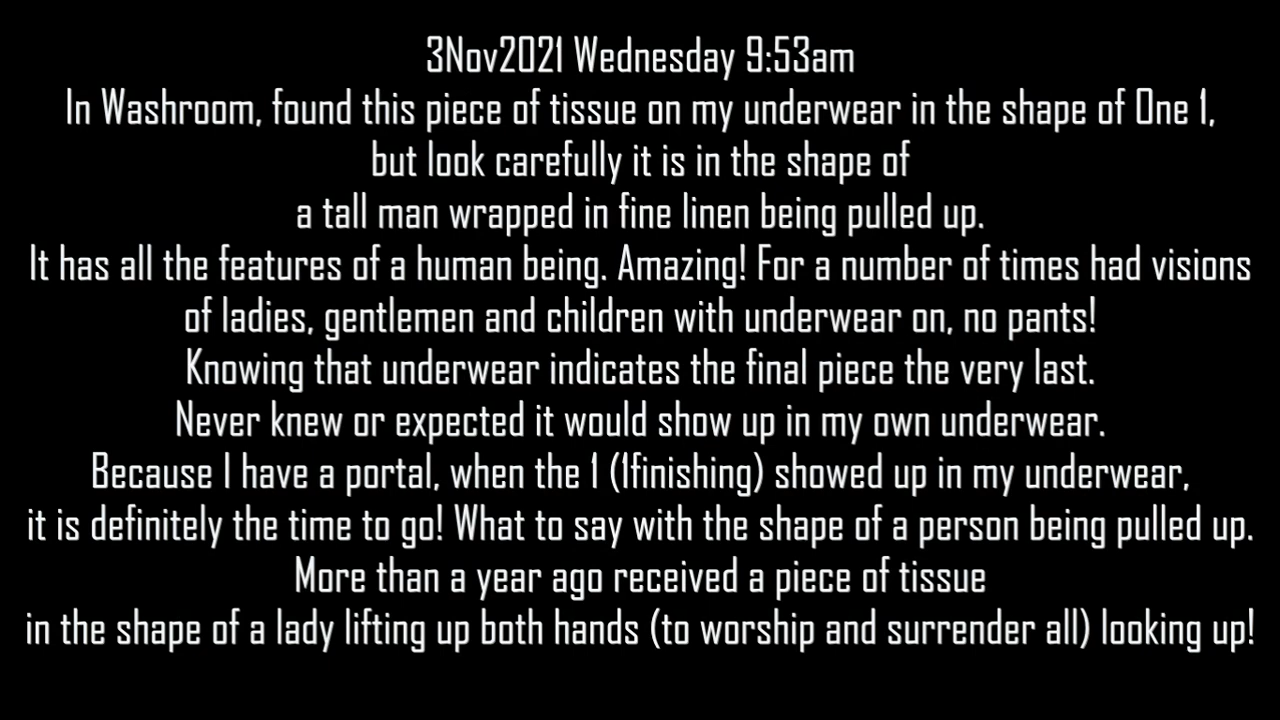 3Nov2021 Wednesday 9:53am
In Washroom, found this piece of tissue on my underwear in the shape of One 1,
but look carefully it is in the shape of
a tall man wrapped in fine linen being pulled up.
It has all the features of a human being. Amazing! For a number of times had visions
of ladies, gentlemen and children with underwear on, no pants!
Knowing that underwear indicates the final piece the very last.
Never knew or expected it would show up in my own underwear.
Because I have a portal, when the 1 (1finishing) showed up in my underwear,
it is definitely the time to go! What to say with the shape of a person being pulled up.
More than a year ago received a piece of tissue
in the shape of a lady lifting up both hands (to worship and surrender all) looking up!